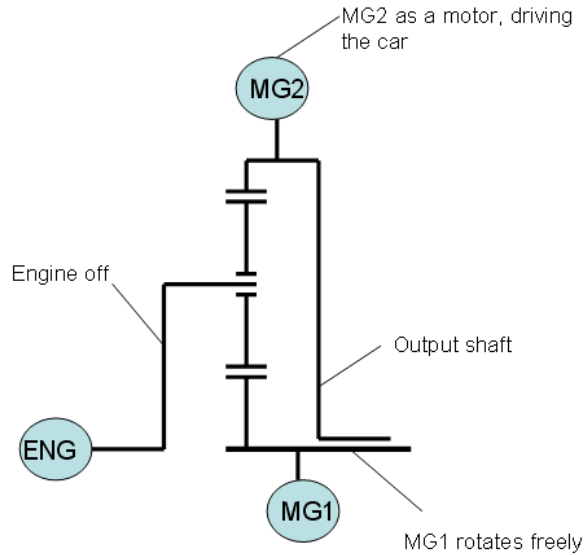 MG2 as a motor, driving
the car
MG2
Engine off
Output shaft
ENG
MG1
MG1 rotates freely